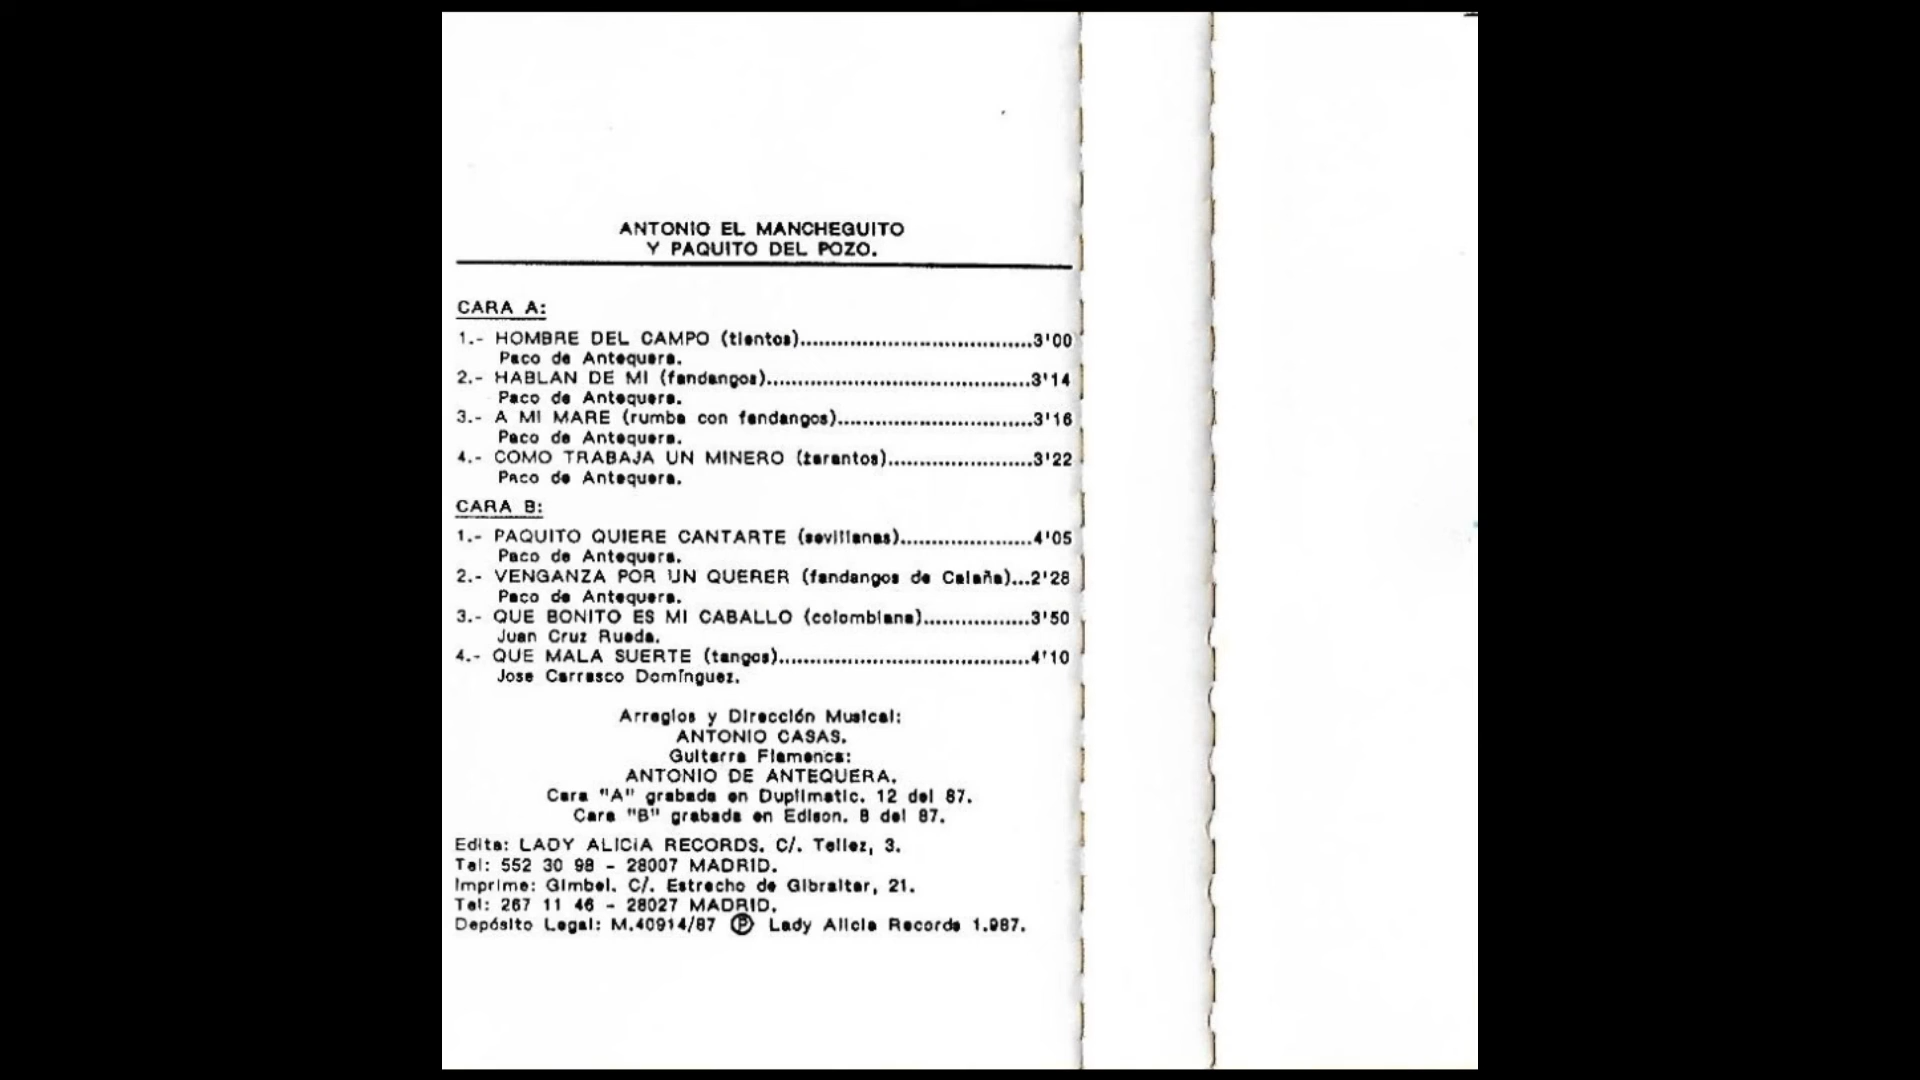 ANTONIO EL MANCHEGUITO
Y PAQUITO DEL POZO.
CARA A:
1.- HOMBRE DEL CAMPO (tientos)......................................3'00
Paco de Antequera.
2.- HABLAN DE MI (fandangos)...........................................3'14
Paco de Antequera.
3.- A MI MARE (rumba con fandangos)................................3'16
Paco de Antequera.
4.- COMO TRABAJA UN MINERO (tarantos)........................3'22
Paco de Antequera.
CARA B:
1.- PAQUITO QUIERE CANTARTE (sevillanas).....................4'05
Paco de Antequera.
2.- VENGANZA POR UN QUERER (fandangos de Calaña)...2'28
Paco de Antequera.
3.- QUE BONITO ES MI CABALLO (colombiana).................3'50
Juan Cruz Rueda.
4.- QUE MALA SUERTE (tangos).........................................4'10
Jose Carrasco Domínguez.
Arreglos y Dirección Musical:
ANTONIO CASAS.
Guitarra Flamenca:
ANTONIO DE ANTEQUERA.
Cara "A" grabada en Duplimatic. 12 del 87.
Cara "B" grabada en Edison. 8 del 87.
Edita: LADY ALICIA RECORDS. C/. Tellez, 3.
Tel: 552 30 98 - 28007 MADRID.
Imprime: Gimbel. C/. Estrecho de Gibraltar, 21.
Tel: 267 11 46 - 28027 MADRID.
Depósito Legal: M.40914/87 Ⓟ Lady Alicia Records 1.987.